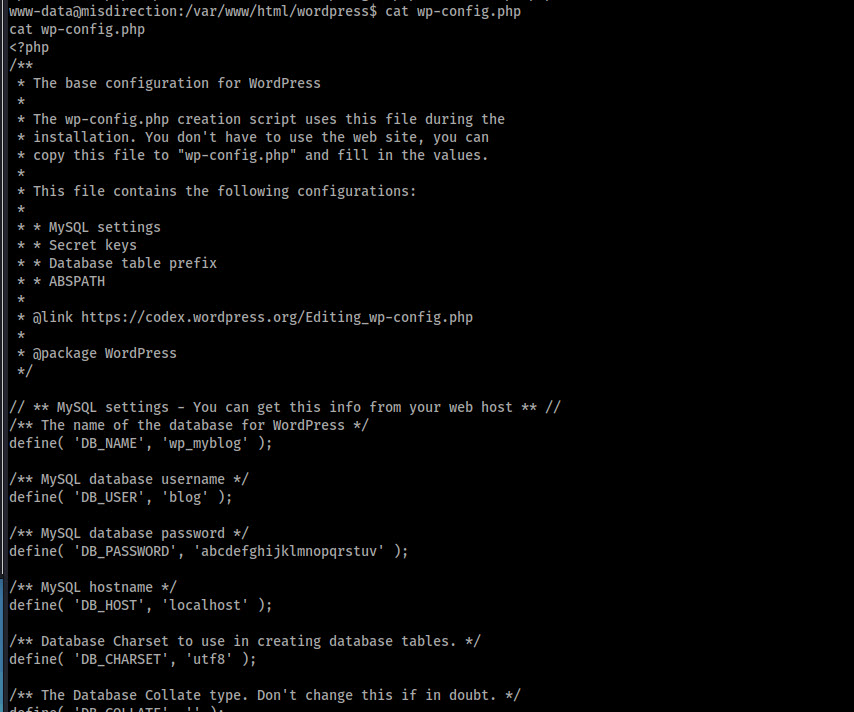 www-data@misdirection:/var/www/html/wordpress$ cat wp-config.php
cat wp-config.php
<?php
/**
 * The base configuration for WordPress
 *
 * The wp-config.php creation script uses this file during the
 * installation. You don't have to use the web site, you can
 * copy this file to "wp-config.php" and fill in the values.
 *
 * This file contains the following configurations:
 *
 * * MySQL settings
 * * Secret keys
 * * Database table prefix
 * * ABSPATH
 *
 * @link https://codex.wordpress.org/Editing_wp-config.php
 *
 * @package WordPress
 */
// ** MySQL settings - You can get this info from your web host ** //
/** The name of the database for WordPress */
define( 'DB_NAME', 'wp_myblog' );
/** MySQL database username */
define( 'DB_USER', 'blog' );
/** MySQL database password */
define( 'DB_PASSWORD', 'abcdefghijklmnopqrstuv' );
/** MySQL hostname */
define( 'DB_HOST', 'localhost' );
/** Database Charset to use in creating database tables. */
define( 'DB_CHARSET', 'utf8' );
/** The Database Collate type. Don't change this if in doubt. */
define( 'DB_COLLATE', '' );